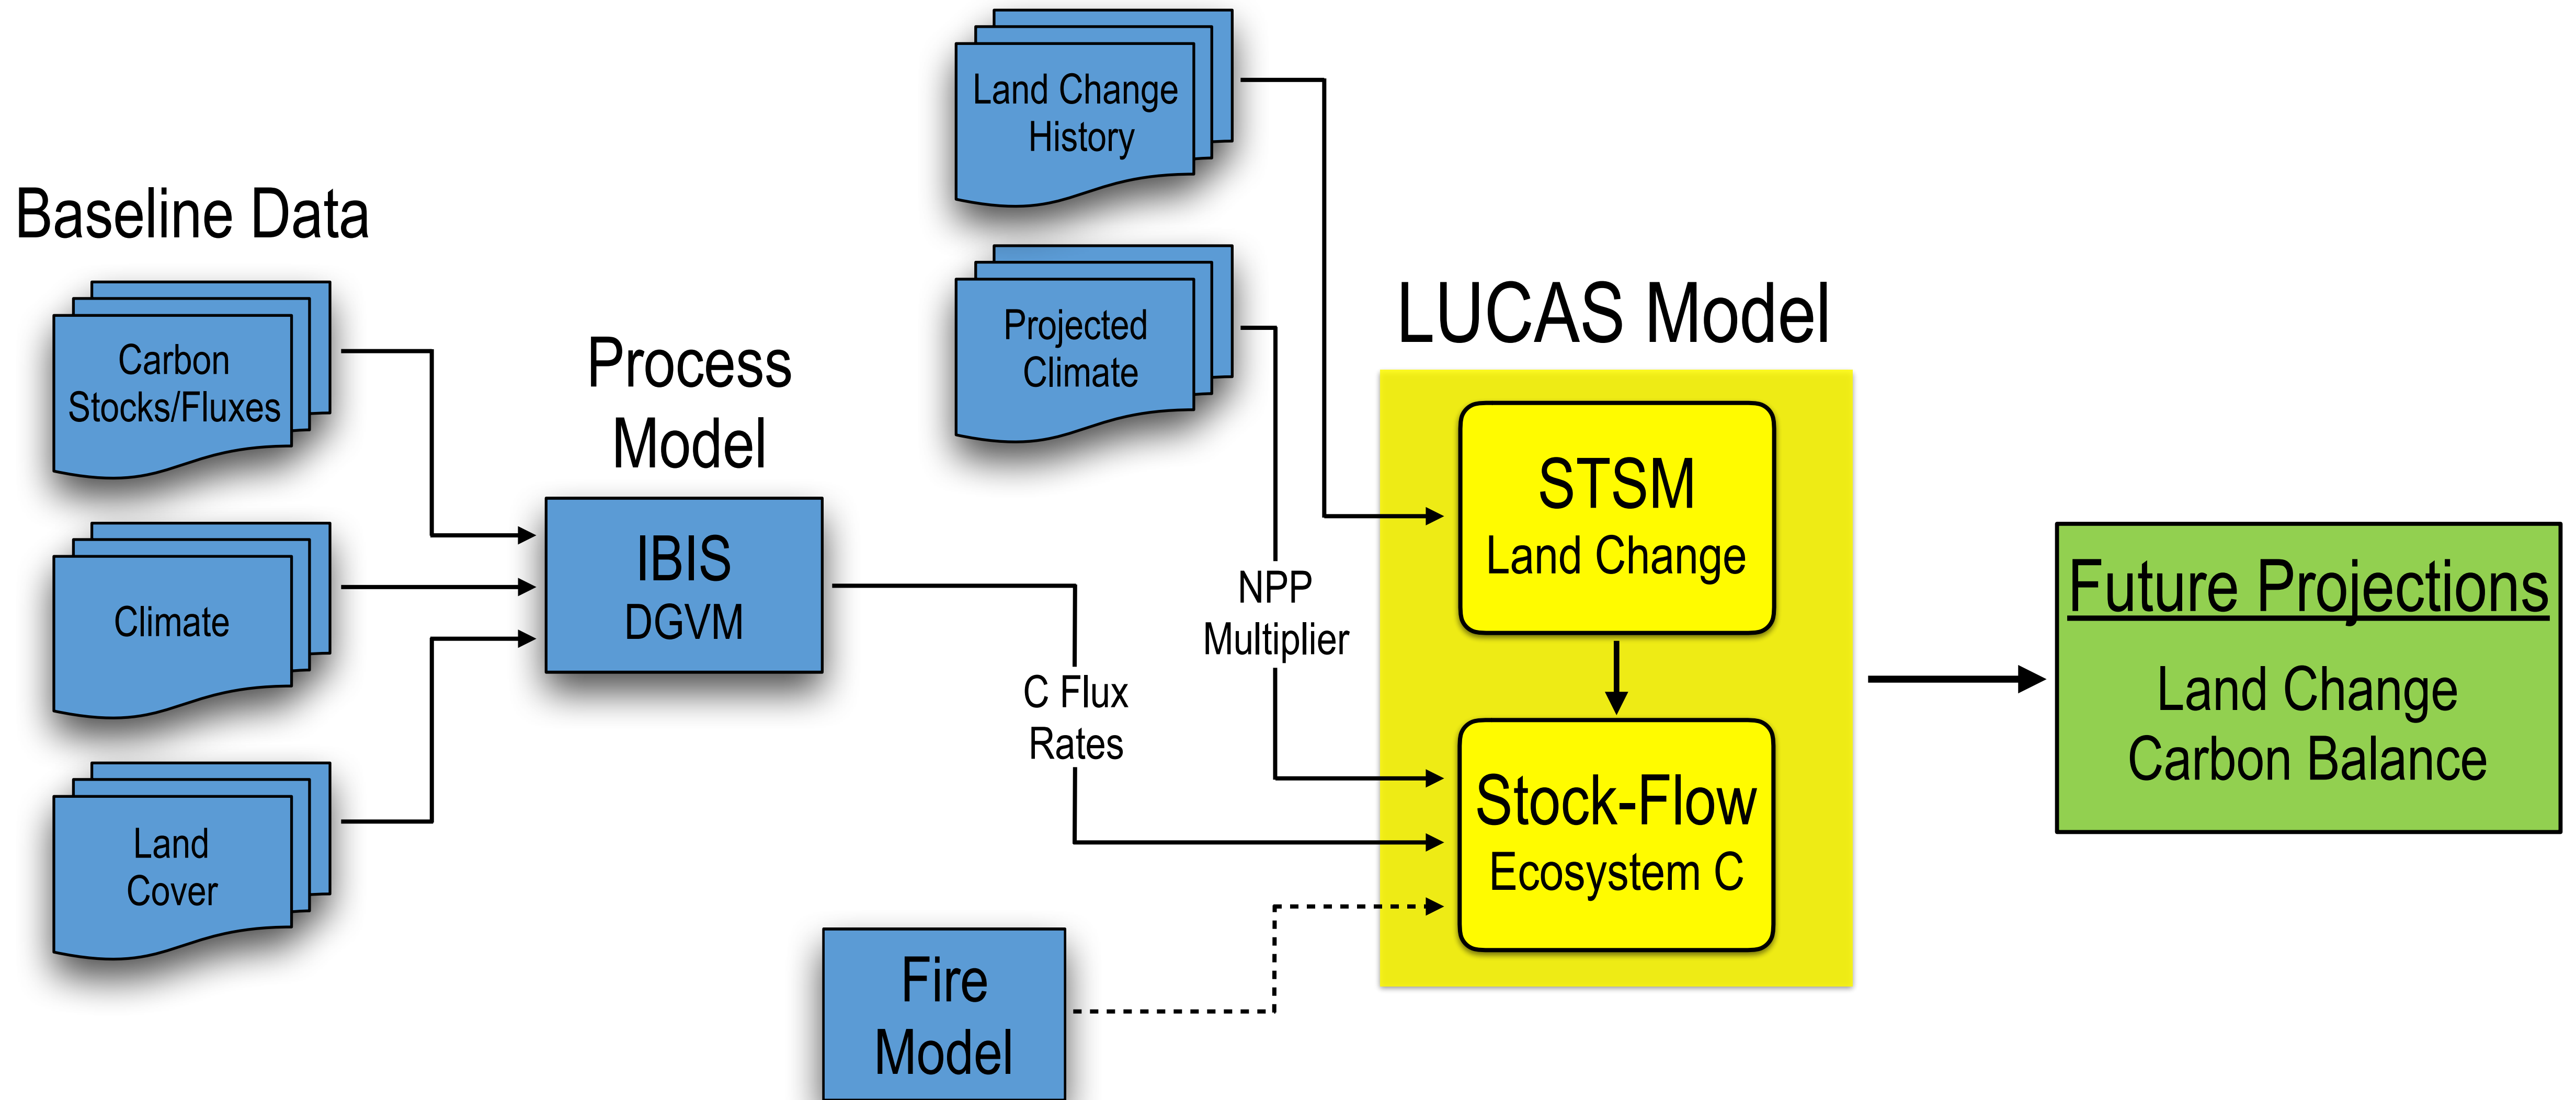 Baseline Data
Carbon
Stocks/Fluxes
Climate
Land
Cover
Process
Model
IBIS
DGVM
Land Change
History
Projected
Climate
NPP
Multiplier
C Flux
Rates
Fire
Model
LUCAS Model
STSM
Land Change
Stock-Flow
Ecosystem C
Future Projections
Land Change
Carbon Balance